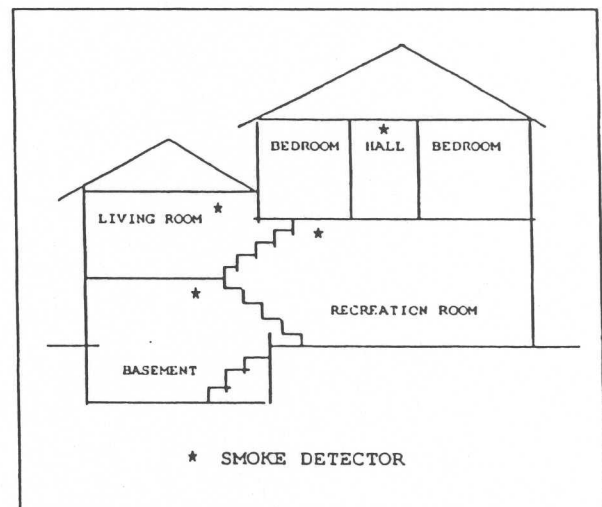 BEDROOM HALL BEDROOM
LIVING ROOM
RECREATION ROOM
BASEMENT
★ SMOKE DETECTOR